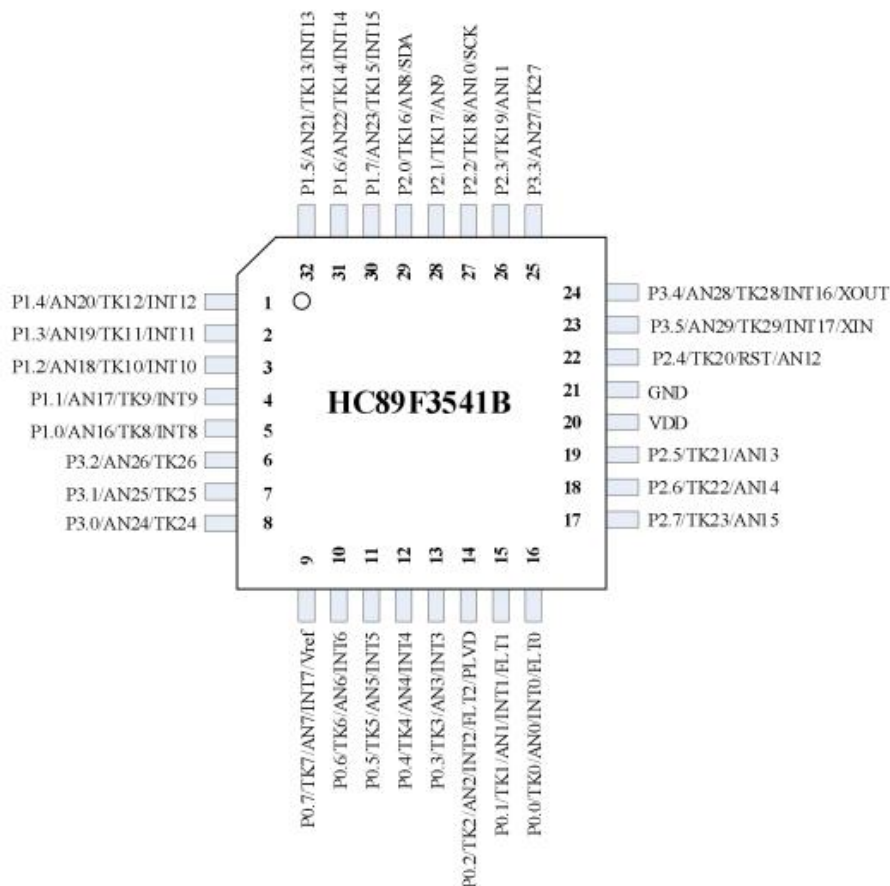 P1.5/AN21/TK13/INT13
P1.6/AN22/TK14/INT14
P1.7/AN23/TK15/INT15
P2.0/TK16/AN8/SDA
P2.1/TK17/AN9
P2.2/TK18/AN10/SCK
P2.3/TK19/AN11
P3.3/AN27/TK27
32
31
30
29
28
27
26
25
P1.4/AN20/TK12/INT12 1
P1.3/AN19/TK11/INT11 2
P1.2/AN18/TK10/INT10 3
P1.1/AN17/TK9/INT9 4
P1.0/AN16/TK8/INT8 5
P3.2/AN26/TK26 6
P3.1/AN25/TK25 7
P3.0/AN24/TK24 8
HC89F3541B
24 P3.4/AN28/TK28/INT16/XOUT
23 P3.5/AN29/TK29/INT17/XIN
22 P2.4/TK20/RST/AN12
21 GND
20 VDD
19 P2.5/TK21/AN13
18 P2.6/TK22/AN14
17 P2.7/TK23/AN15
9
10
11
12
13
14
15
16
P0.7/TK7/AN7/INT7/Vref
P0.6/TK6/AN6/INT6
P0.5/TK5/AN5/INT5
P0.4/TK4/AN4/INT4
P0.3/TK3/AN3/INT3
P0.2/TK2/AN2/INT2/FLT2/PLVD
P0.1/TK1/AN1/INT1/FLT1
P0.0/TK0/AN0/INT0/FLT0